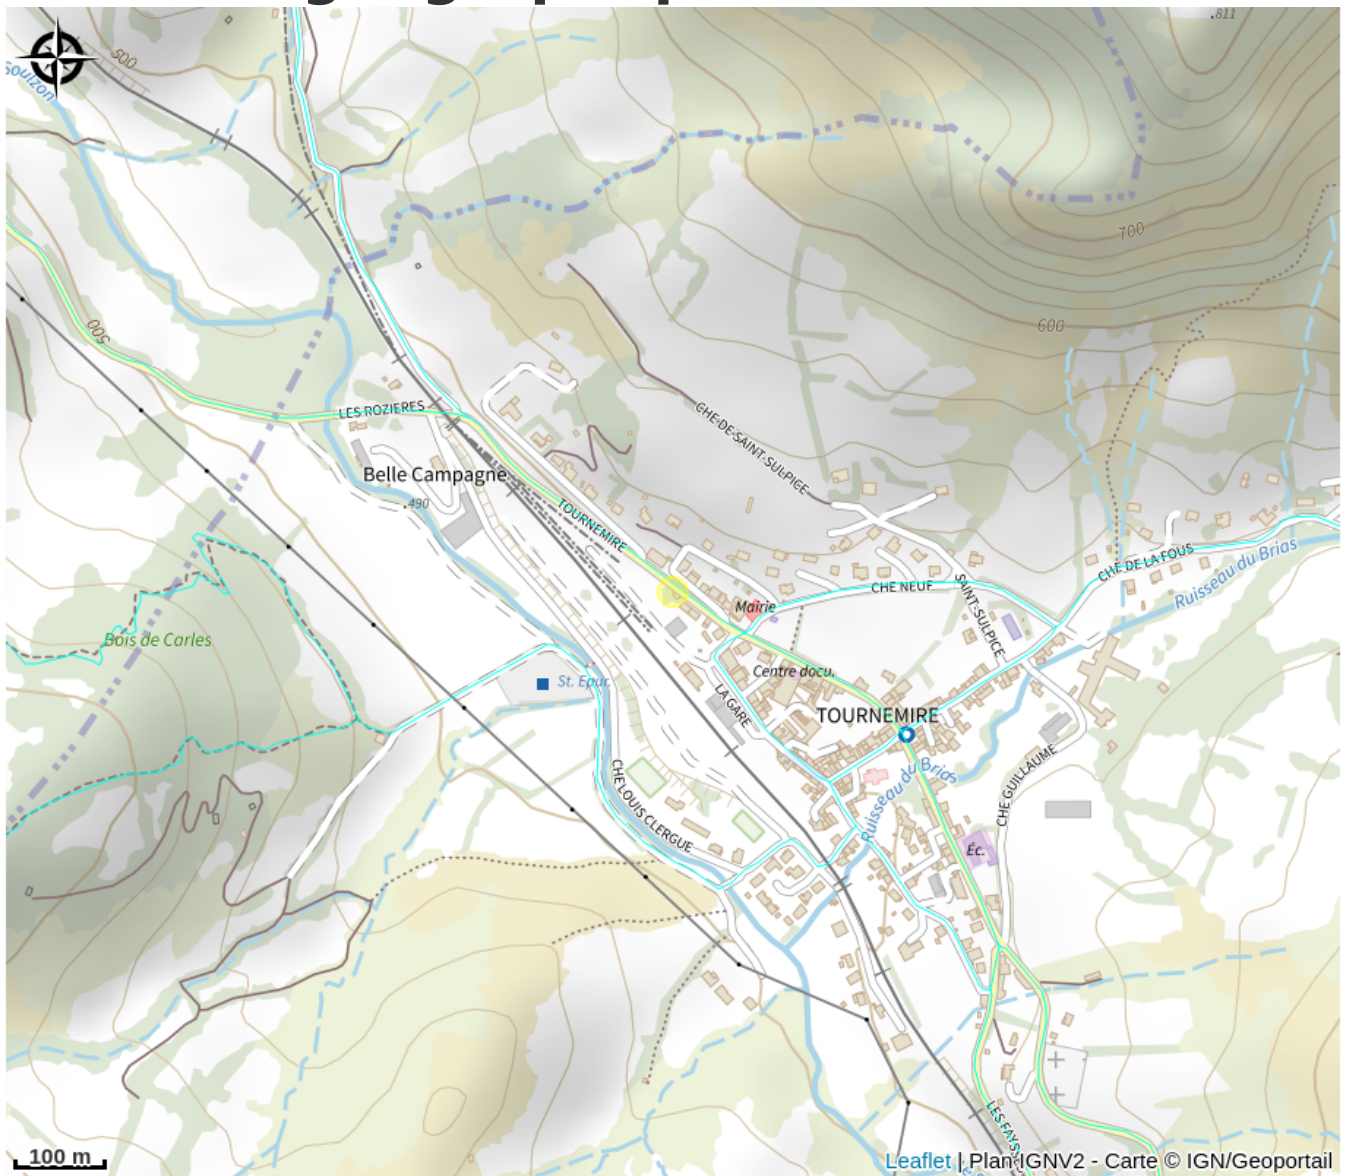 .811
500
Soulzon
700
600
500
LES ROZIERES
CHE DE SAINT-SULPICE
Belle Campagne
.490
TOURNEMIRE
CHE DE LA FOUS
Ruisseau du Brias
CHE NEUF
SAINT-SULPICE
Mairie
Bois de Carles
Centre docu.
St. Epur.
LA GARE
TOURNEMIRE
Ruisseau du Brias
CHE GUILLAUME
CHE LOUIS CLERGUE
Éc.
LES FAYS
100 m
Leaflet | Plan IGNV2 - Carte © IGN/Geoportail